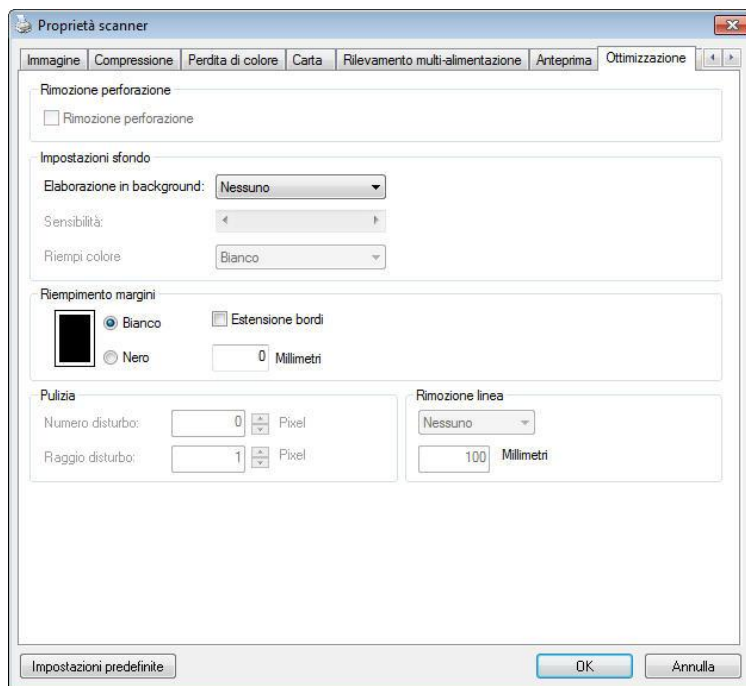 Proprietà scanner
Immagine Compressione Perdita di colore Carta Rilevamento multi-alimentazione Anteprima Ottimizzazione
Rimozione perforazione
Rimozione perforazione
Impostazioni sfondo
Elaborazione in background: Nessuno
Sensibilità:
Riempi colore Bianco
Riempimento margini
Bianco Estensione bordi
Nero 0 Millimetri
Pulizia Rimozione linea
Numero disturbo: 0 Pixel Nessuno
Raggio disturbo: 1 Pixel 100 Millimetri
Impostazioni predefinite OK Annulla